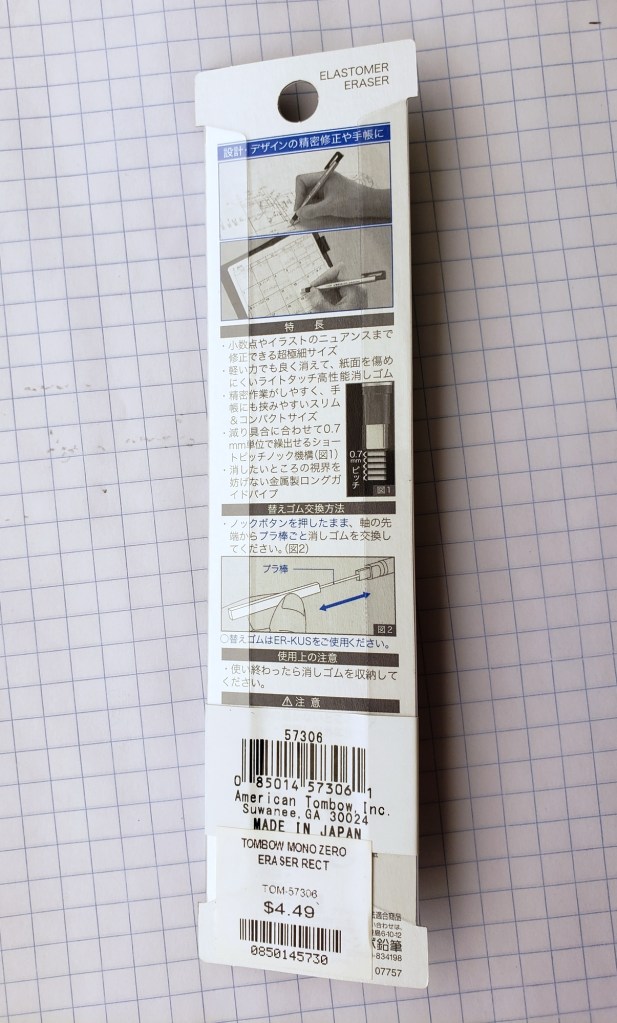 ELASTOMER
ERASER
設計・デザインの精密修正や手帳に
特 長
・小数点やイラストのニュアンスまで
修正できる超極細サイズ
・軽い力でも良く消えて、紙面を傷め
にくいライトタッチ高性能消しゴム
・精密作業がしやすく、手
帳にも挟みやすいスリム
&コンパクトサイズ
・減り具合に合わせて0.7
mm単位で繰出せるショー
トピッチノック機構(図1)
・消したいところの視界を
妨げない金属製ロングガ
イドパイプ
0.7
mm
ピッチ
図1
替えゴム交換方法
・ノックボタンを押したまま、軸の先
端からプラ棒ごと消しゴムを交換し
てください。(図2)
プラ棒
図2
○替えゴムはER-KUSをご使用ください。
使用上の注意
・使い終わったら消しゴムを収納して
ください。
⚠注 意
57306
0 85014 57306 1
American Tombow, Inc.
Suwanee, GA 30024
MADE IN JAPAN
TOMBOW MONO ZERO
ERASER RECT
TOM-57306
$4.49
0850145730
適合商品
い合わせは、
6-10-12
鉛筆
-834198
07757